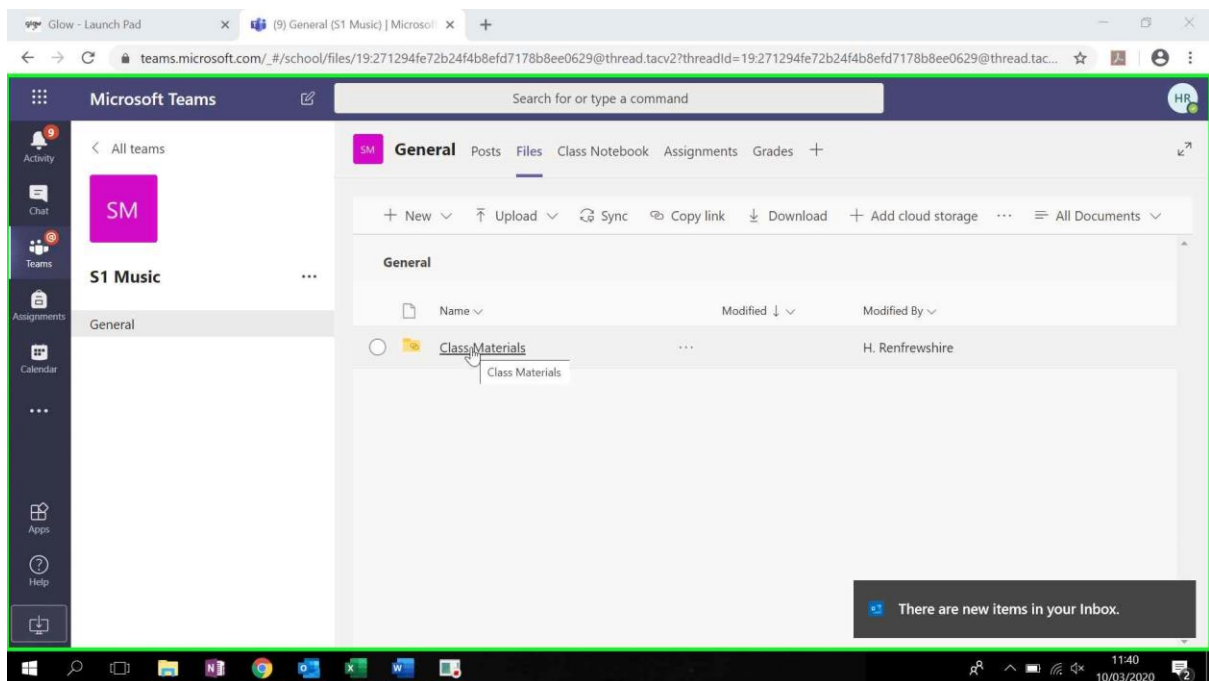 Glow - Launch Pad
(9) General (S1 Music) | Microsoft
teams.microsoft.com/_#/school/files/19:271294fe72b24f4b8efd7178b8ee0629@thread.tacv2?threadId=19:271294fe72b24f4b8efd7178b8ee0629@thread.tac...
Microsoft Teams
Search for or type a command
HR
9
Activity
Chat
@
Teams
Assignments
Calendar
Apps
Help
All teams
SM
S1 Music
General
SM General Posts Files Class Notebook Assignments Grades
New Upload Sync Copy link Download Add cloud storage ... All Documents
General
Name Modified Modified By
Class Materials ... H. Renfrewshire
Class Materials
There are new items in your Inbox.
11:40
10/03/2020
2